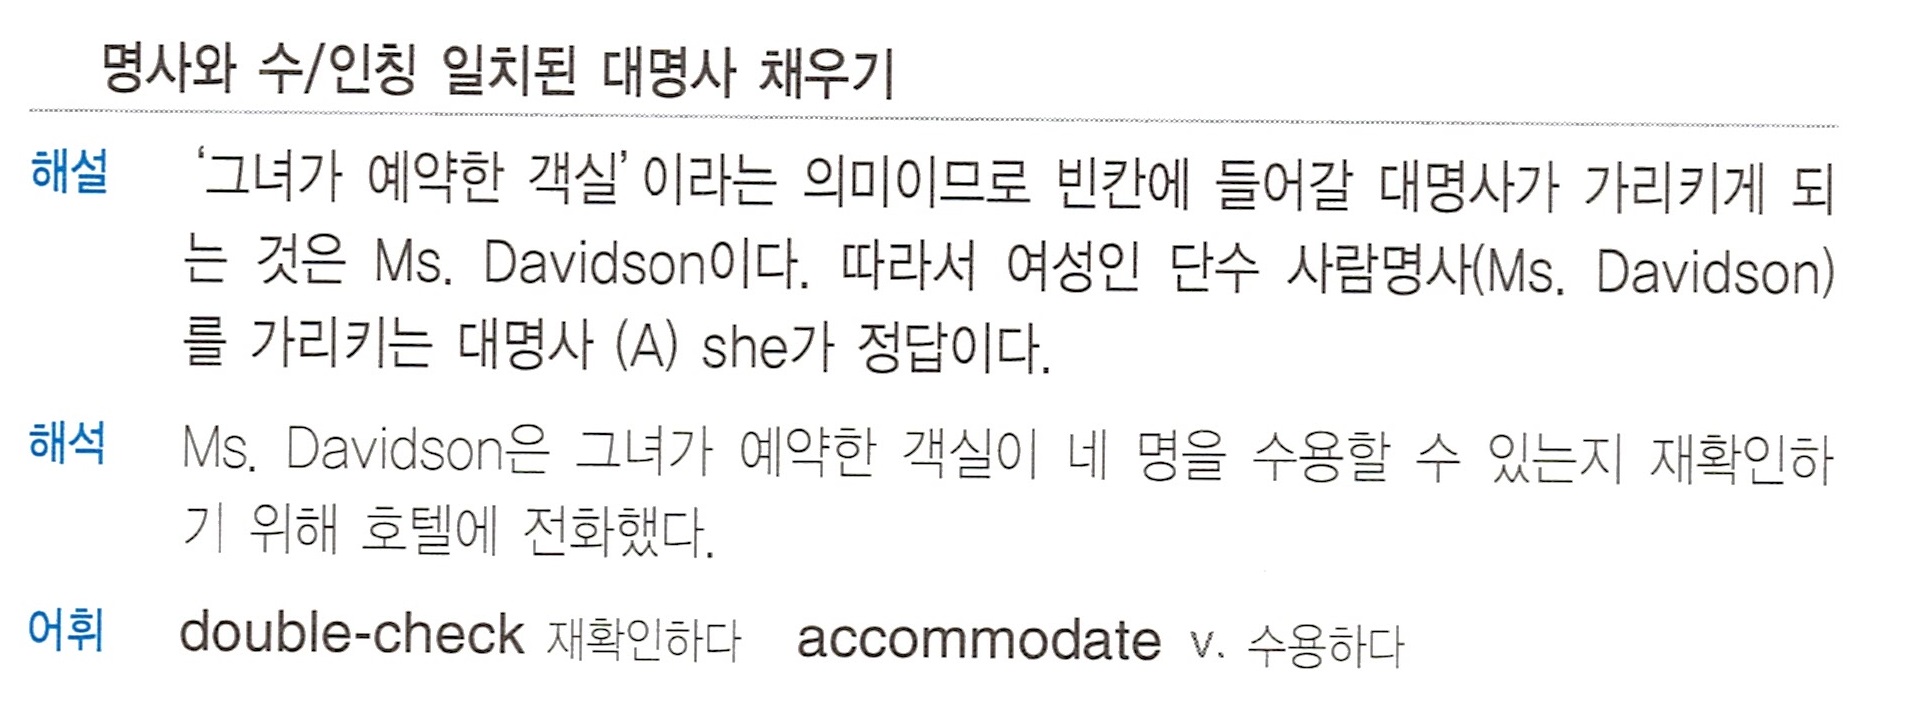 명사와 수/인칭 일치된 대명사 채우기
해설 '그녀가 예약한 객실'이라는 의미이므로 빈칸에 들어갈 대명사가 가리키게 되
는 것은 Ms. Davidson이다. 따라서 여성인 단수 사람명사(Ms. Davidson)
를 가리키는 대명사 (A) she가 정답이다.
해석 Ms. Davidson은 그녀가 예약한 객실이 네 명을 수용할 수 있는지 재확인하
기 위해 호텔에 전화했다.
어휘 double-check 재확인하다 accommodate v. 수용하다